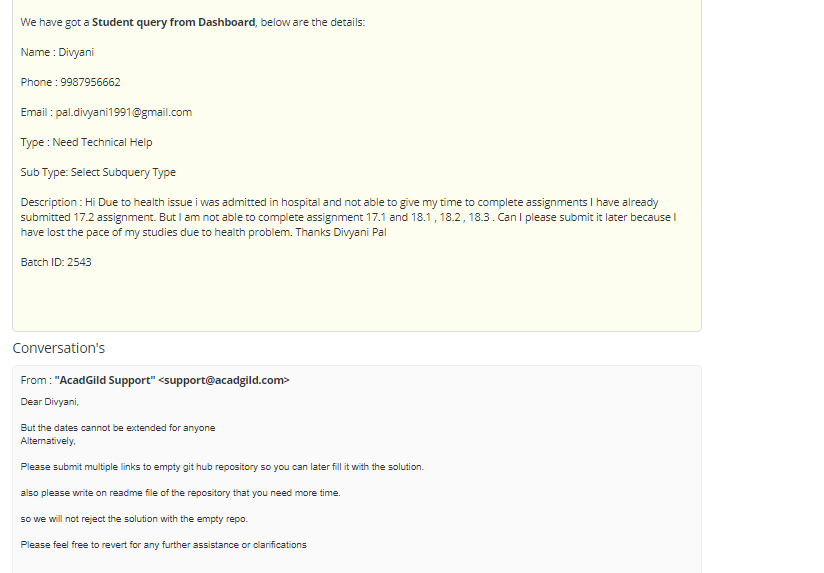 We have got a Student query from Dashboard, below are the details:
Name : Divyani
Phone : 9987956662
Email : pal.divyani1991@gmail.com
Type : Need Technical Help
Sub Type: Select Subquery Type
Description : Hi Due to health issue i was admitted in hospital and not able to give my time to complete assignments I have already
submitted 17.2 assignment. But I am not able to complete assignment 17.1 and 18.1 , 18.2 , 18.3 . Can I please submit it later because I
have lost the pace of my studies due to health problem. Thanks Divyani Pal
Batch ID: 2543
Conversation's
From : "AcadGild Support" <support@acadgild.com>
Dear Divyani,
But the dates cannot be extended for anyone
Alternatively,
Please submit multiple links to empty git hub repository so you can later fill it with the solution.
also please write on readme file of the repository that you need more time.
so we will not reject the solution with the empty repo.
Please feel free to revert for any further assistance or clarifications